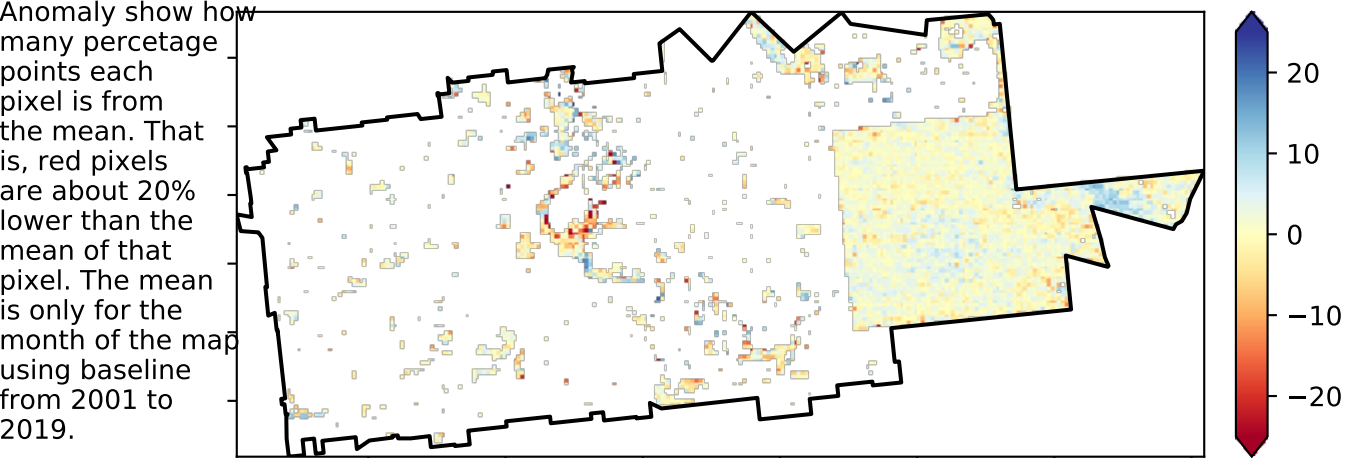 Anomaly show how
many percetage
points each
pixel is from
the mean. That
is, red pixels
are about 20%
lower than the
mean of that
pixel. The mean
is only for the
month of the map
using baseline
from 2001 to
2019.
20
10
0
−10
−20